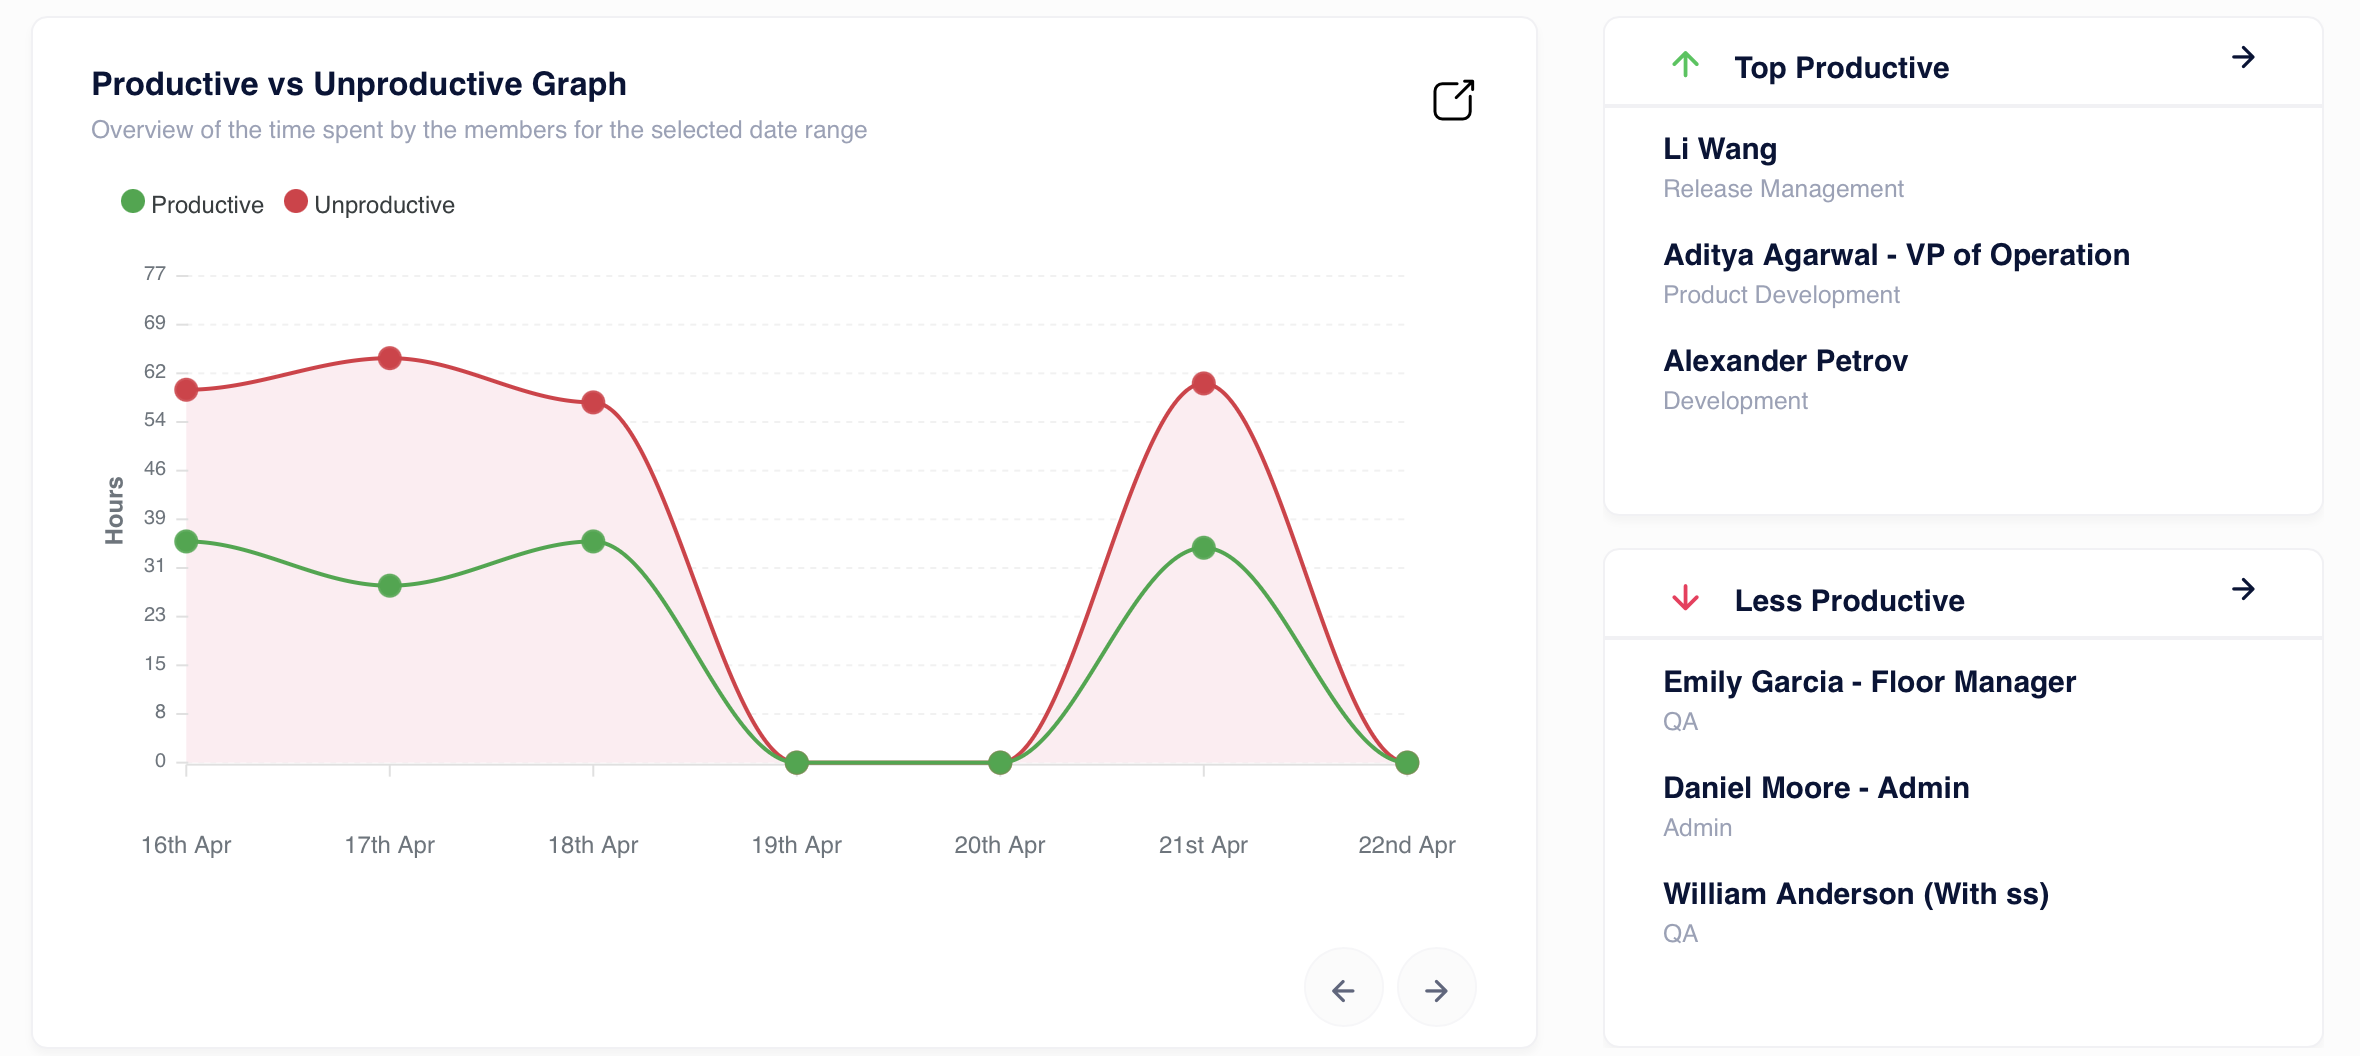 Productive vs Unproductive Graph
Overview of the time spent by the members for the selected date range
Productive
Unproductive
77
69
62
54
46
39
31
23
15
8
0
Hours
16th Apr
17th Apr
18th Apr
19th Apr
20th Apr
21st Apr
22nd Apr
Top Productive
Li Wang
Release Management
Aditya Agarwal - VP of Operation
Product Development
Alexander Petrov
Development
Less Productive
Emily Garcia - Floor Manager
QA
Daniel Moore - Admin
Admin
William Anderson (With ss)
QA